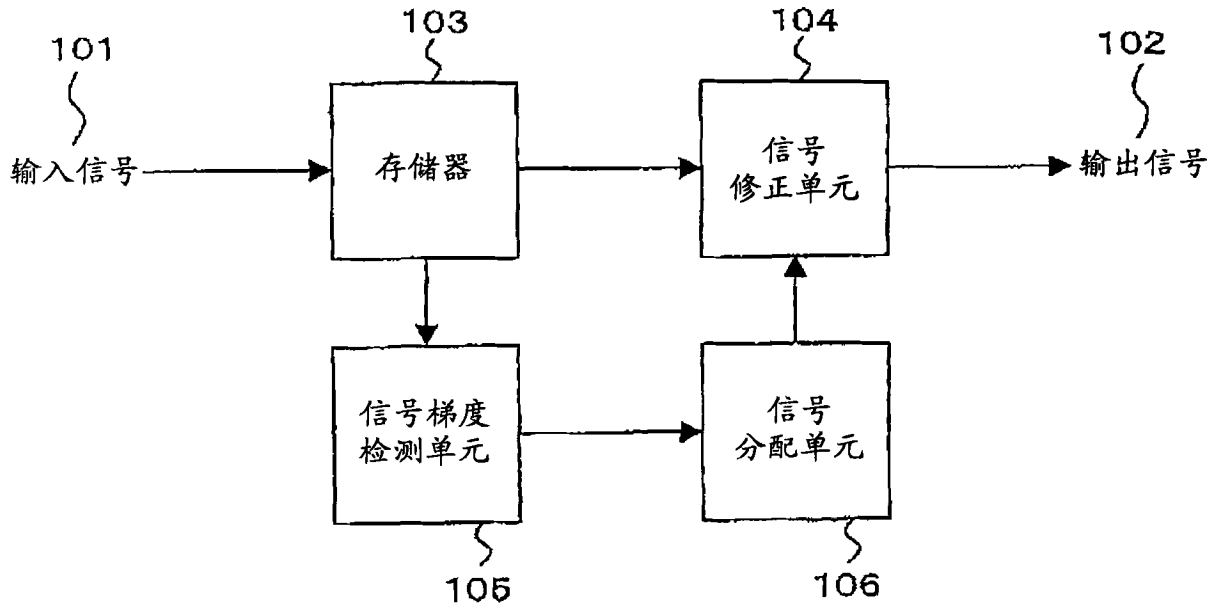 101
103
104
102
输入信号
存储器
信号
修正单元
输出信号
信号梯度
检测单元
信号
分配单元
105
106